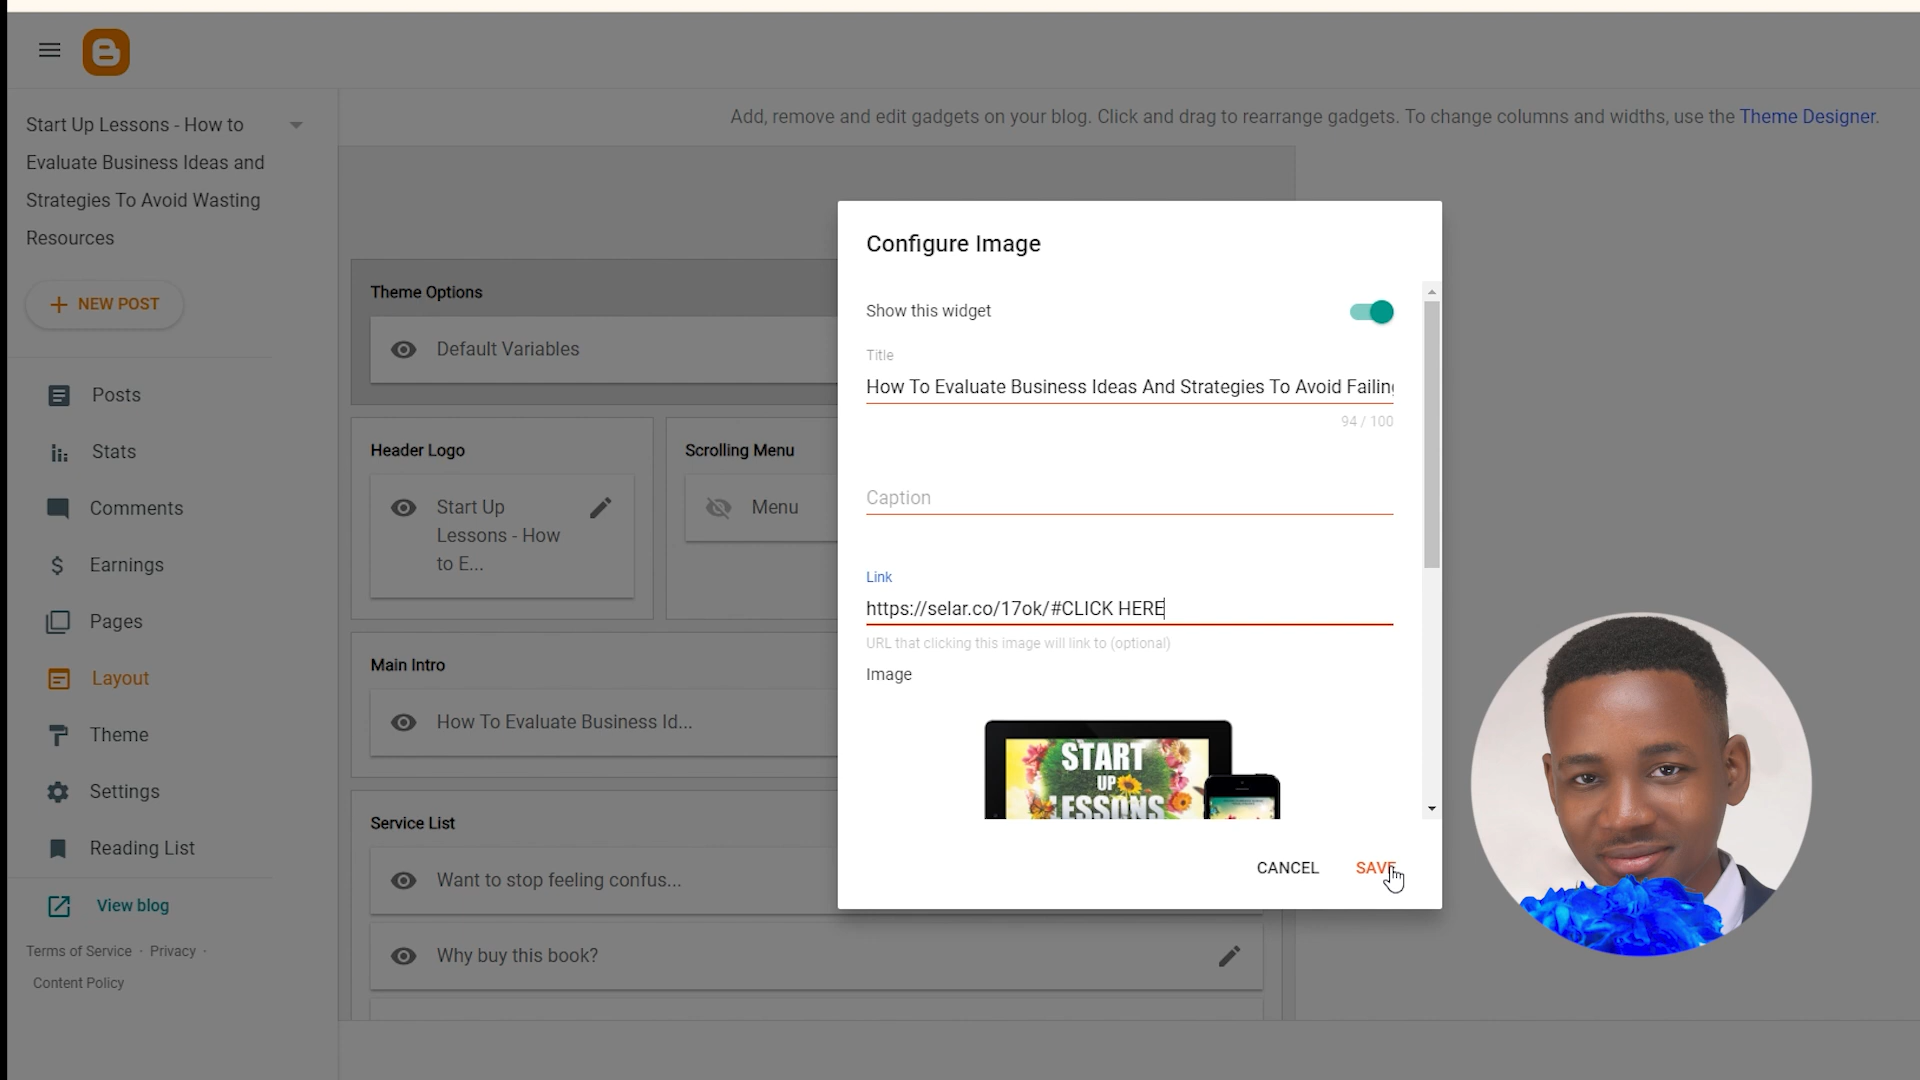 Start Up Lessons - How to
Evaluate Business Ideas and
Strategies To Avoid Wasting
Resources
NEW POST
Posts
Stats
Comments
Earnings
Pages
Layout
Theme
Settings
Reading List
View blog
Terms of Service · Privacy ·
Content Policy
Add, remove and edit gadgets on your blog. Click and drag to rearrange gadgets. To change columns and widths, use the Theme Designer.
Theme Options
Default Variables
Header Logo
Start Up
Lessons - How
to E...
Scrolling Menu
Menu
Main Intro
How To Evaluate Business Id...
Service List
Want to stop feeling confus...
Why buy this book?
Configure Image
Show this widget
Title
How To Evaluate Business Ideas And Strategies To Avoid Failing
94 / 100
Caption
Link
https://selar.co/17ok/#CLICK HERE
URL that clicking this image will link to (optional)
Image
START
UP
LESSONS
CANCEL
SAVE